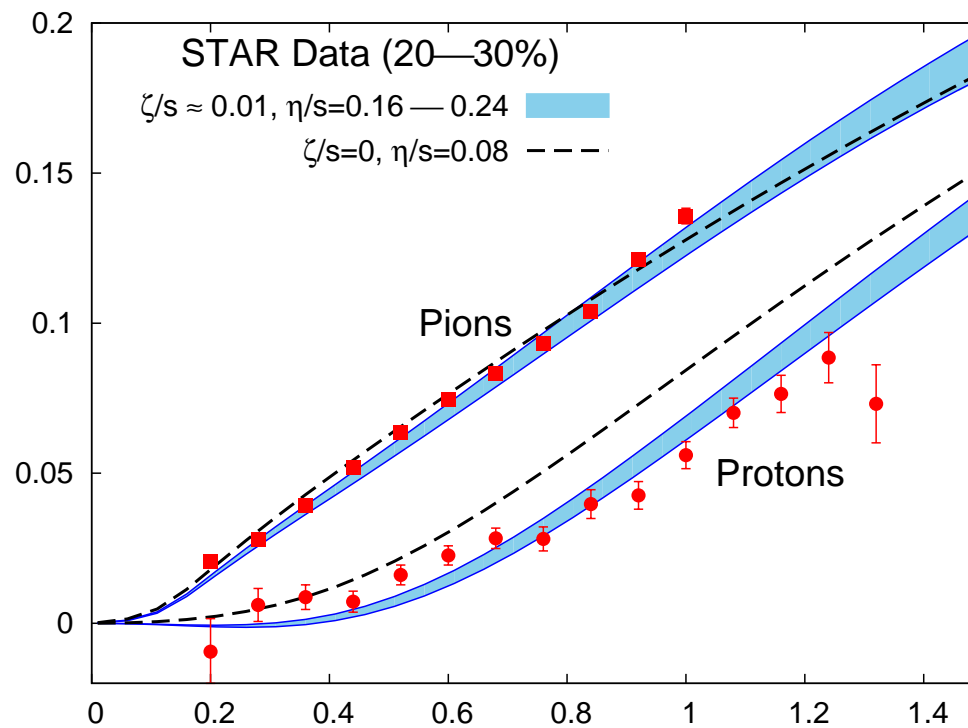 STAR Data (20—30%)
ζ/s ≈ 0.01, η/s=0.16 — 0.24
ζ/s=0, η/s=0.08
Pions
Protons
0.2
0.15
0.1
0.05
0
0 0.2 0.4 0.6 0.8 1 1.2 1.4